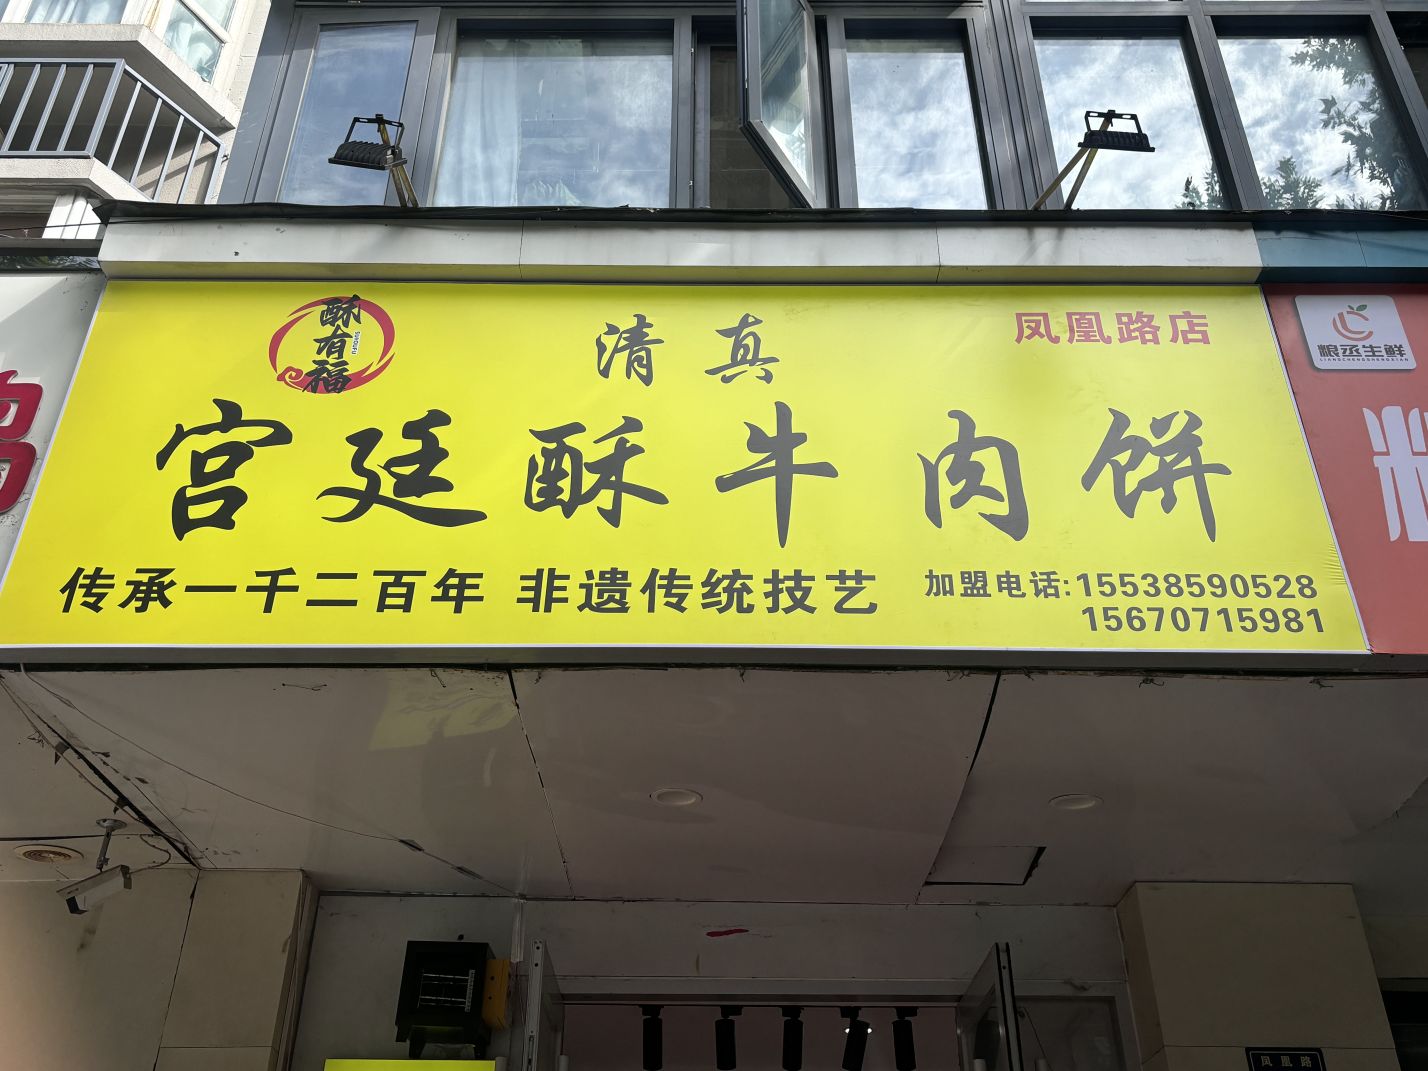 酥有福
SUYOUFU
清真
凤凰路店
宫廷酥牛肉饼
传承一千二百年 非遗传统技艺
加盟电话:15538590528
15670715981
粮丞生鲜
LIANGCHENGSHENGXIAN
凤凰路